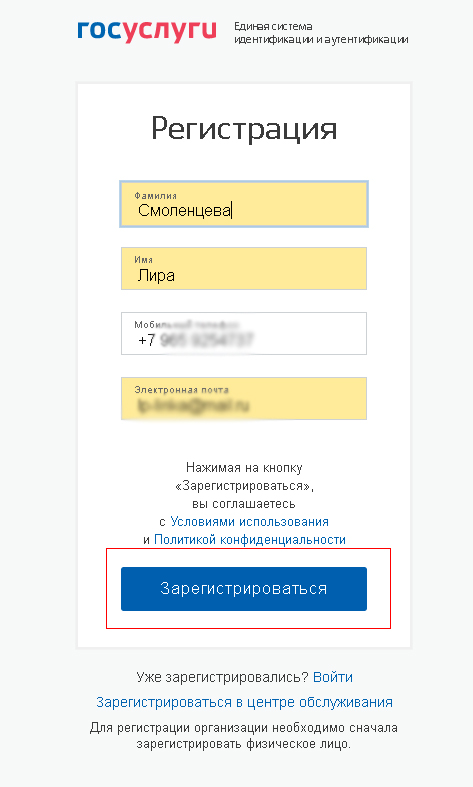 госуслуги
Единая система
идентификации и аутентификации
Регистрация
Фамилия
Смоленцева
Имя
Лира
Мобильный телефон
+7
Электронная почта
Нажимая на кнопку
«Зарегистрироваться»,
вы соглашаетесь
с Условиями использования
и Политикой конфиденциальности
Зарегистрироваться
Уже зарегистрировались? Войти
Зарегистрироваться в центре обслуживания
Для регистрации организации необходимо сначала
зарегистрировать физическое лицо.